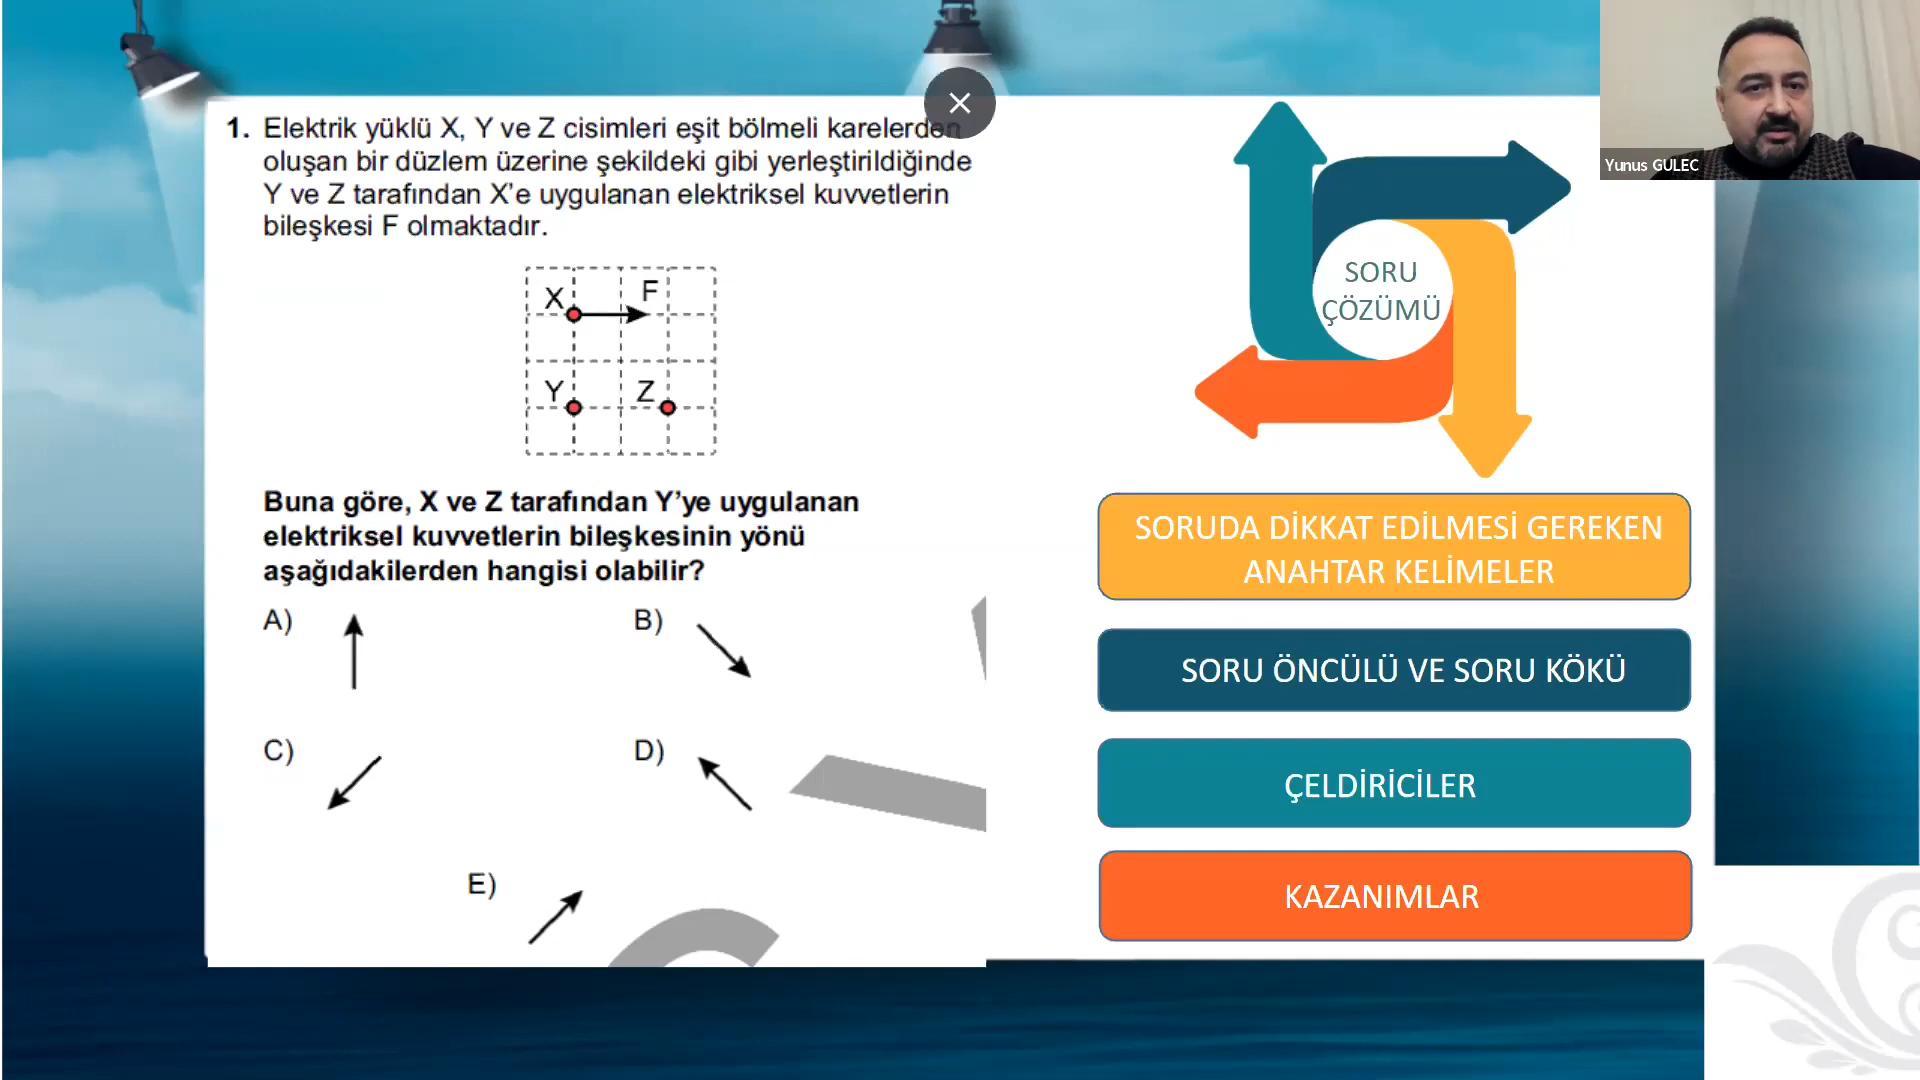 1. Elektrik yüklü X, Y ve Z cisimleri eşit bölmeli karelerden
oluşan bir düzlem üzerine şekildeki gibi yerleştirildiğinde
Y ve Z tarafından X'e uygulanan elektriksel kuvvetlerin
bileşkesi F olmaktadır.
X F
Y Z
Buna göre, X ve Z tarafından Y'ye uygulanan
elektriksel kuvvetlerin bileşkesinin yönü
aşağıdakilerden hangisi olabilir?
A) B)
C) D)
E)
SORU
ÇÖZÜMÜ
SORUDA DİKKAT EDİLMESİ GEREKEN
ANAHTAR KELİMELER
SORU ÖNCÜLÜ VE SORU KÖKÜ
ÇELDİRİCİLER
KAZANIMLAR
Yunus GULEC